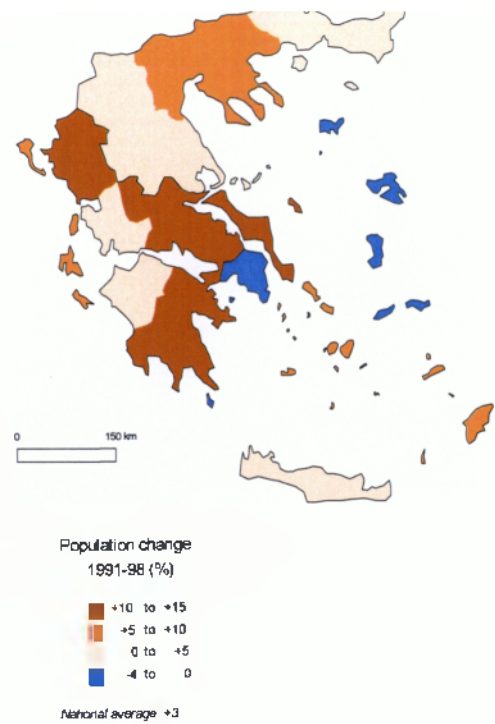 0 150 km
Population change
1991-98 (%)
+10 to +15
+5 to +10
0 to +5
-4 to 0
National average +3